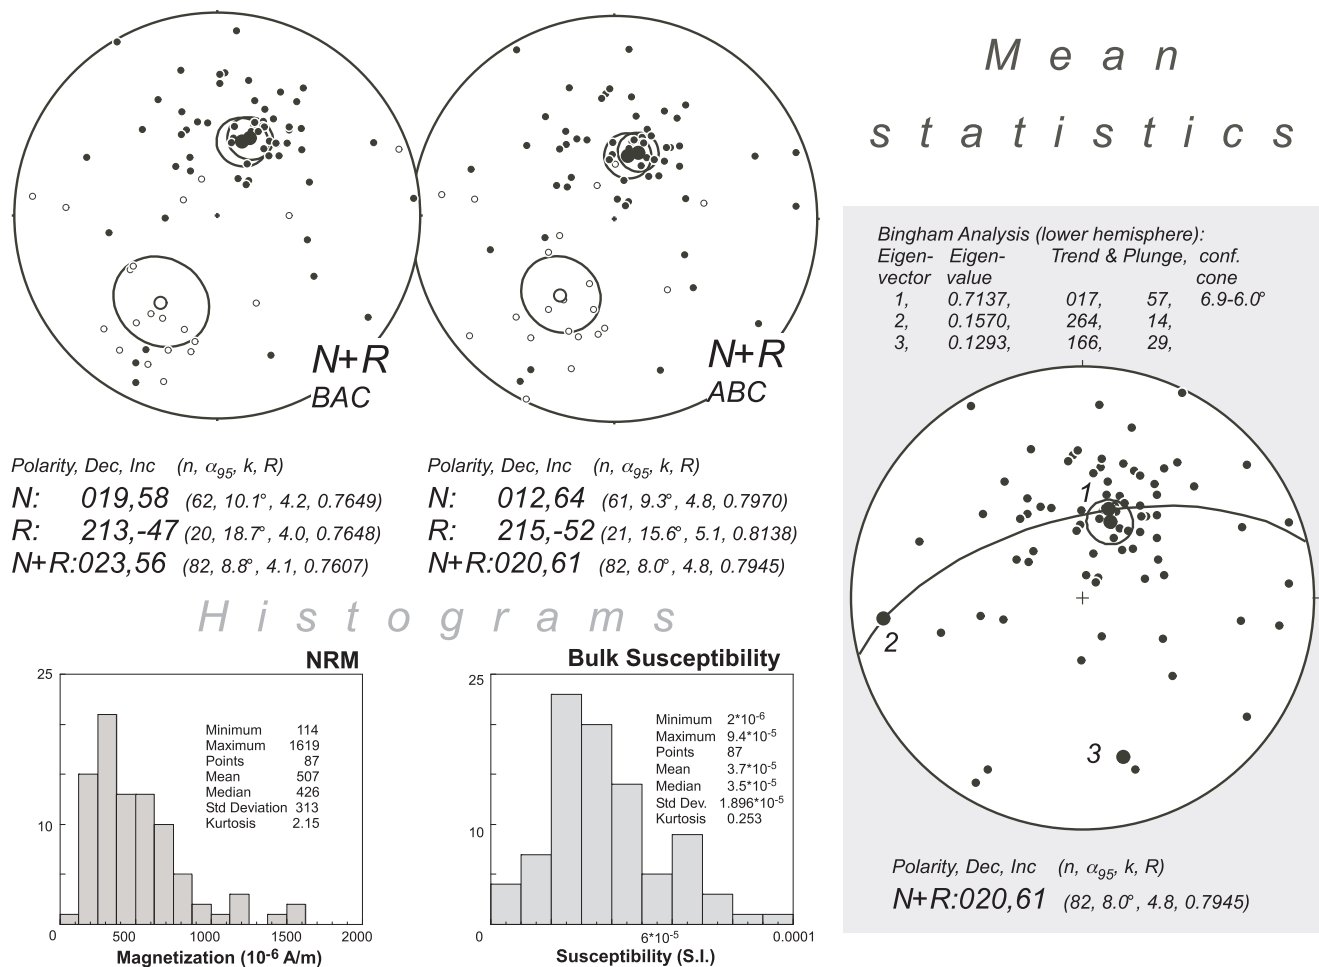 M e a n
s t a t i s t i c s
N+R
BAC
N+R
ABC
Polarity, Dec, Inc (n, α95, k, R)
N: 019,58 (62, 10.1°, 4.2, 0.7649)
R: 213,-47 (20, 18.7°, 4.0, 0.7648)
N+R:023,56 (82, 8.8°, 4.1, 0.7607)
Polarity, Dec, Inc (n, α95, k, R)
N: 012,64 (61, 9.3°, 4.8, 0.7970)
R: 215,-52 (21, 15.6°, 5.1, 0.8138)
N+R:020,61 (82, 8.0°, 4.8, 0.7945)
Bingham Analysis (lower hemisphere):
Eigen- Eigen- Trend & Plunge, conf.
vector value cone
1, 0.7137, 017, 57, 6.9-6.0°
2, 0.1570, 264, 14,
3, 0.1293, 166, 29,
1
2
3
Polarity, Dec, Inc (n, α95, k, R)
N+R:020,61 (82, 8.0°, 4.8, 0.7945)
H i s t o g r a m s
NRM
25
10
Minimum 114
Maximum 1619
Points 87
Mean 507
Median 426
Std Deviation 313
Kurtosis 2.15
0 500 1000 1500 2000
Magnetization (10-6 A/m)
Bulk Susceptibility
25
10
Minimum 2*10-6
Maximum 9.4*10-5
Points 87
Mean 3.7*10-5
Median 3.5*10-5
Std Dev. 1.896*10-5
Kurtosis 0.253
0 6*10-5 0.0001
Susceptibility (S.I.)